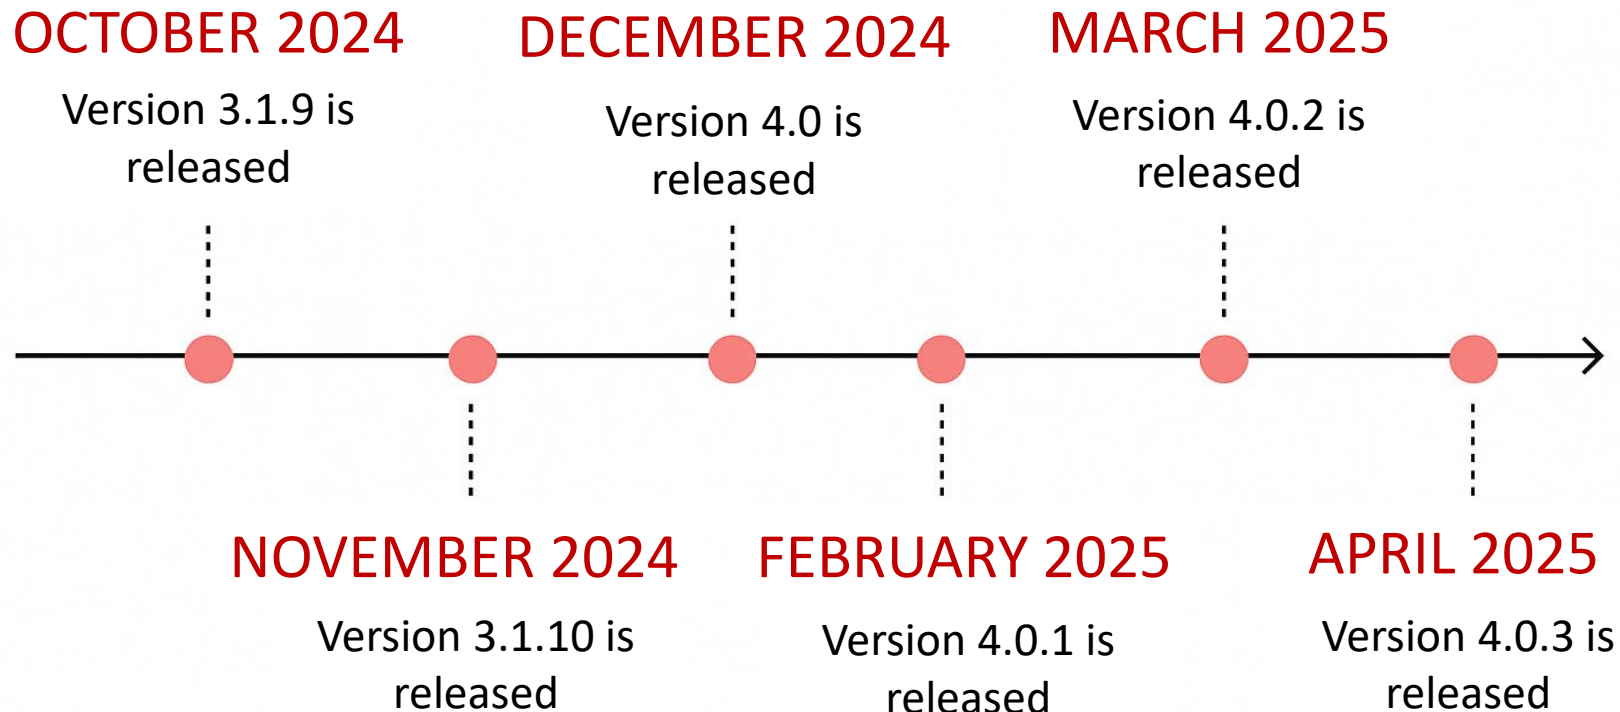 OCTOBER 2024
Version 3.1.9 is
released
NOVEMBER 2024
Version 3.1.10 is
released
DECEMBER 2024
Version 4.0 is
released
FEBRUARY 2025
Version 4.0.1 is
released
MARCH 2025
Version 4.0.2 is
released
APRIL 2025
Version 4.0.3 is
released